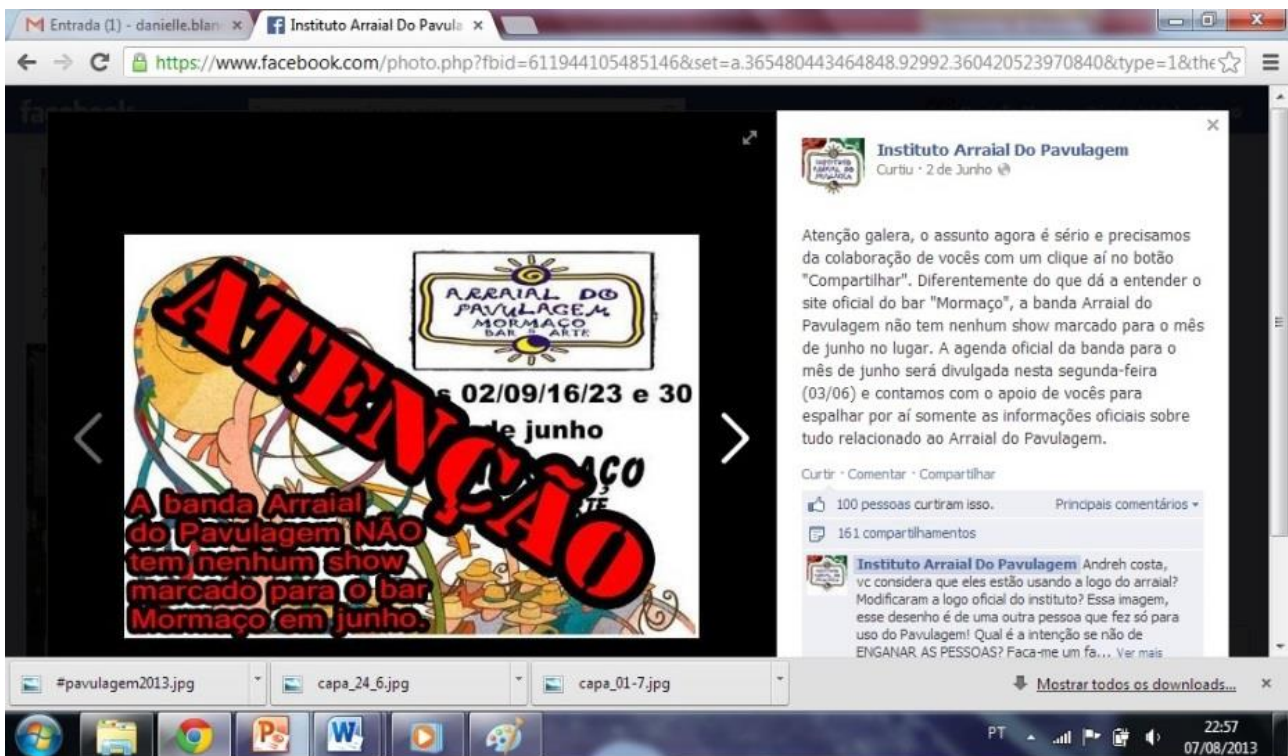 Entrada (1) - danielle.blan
Instituto Arraial Do Pavula
https://www.facebook.com/photo.php?fbid=611944105485146&set=a.365480443464848.92992.360420523970840&type=1&the
ARRAIAL DO
PAVULAGEM
MORMAÇO
BAR & ARTE
02/09/16/23 e 30
de junho
ATENÇÃO
A banda Arraial
do Pavulagem NÃO
tem nenhum show
marcado para o bar
Mormaço em junho.
Instituto Arraial Do Pavulagem
Curtiu · 2 de Junho
Atenção galera, o assunto agora é sério e precisamos
da colaboração de vocês com um clique aí no botão
"Compartilhar". Diferentemente do que dá a entender o
site oficial do bar "Mormaço", a banda Arraial do
Pavulagem não tem nenhum show marcado para o mês
de junho no lugar. A agenda oficial da banda para o
mês de junho será divulgada nesta segunda-feira
(03/06) e contamos com o apoio de vocês para
espalhar por aí somente as informações oficiais sobre
tudo relacionado ao Arraial do Pavulagem.
Curtir · Comentar · Compartilhar
100 pessoas curtiram isso. Principais comentários
161 compartilhamentos
Instituto Arraial Do Pavulagem Andreh costa,
vc considera que eles estão usando a logo do arraial?
Modificaram a logo oficial do instituto? Essa imagem,
esse desenho é de uma outra pessoa que fez só para
uso do Pavulagem! Qual é a intenção se não de
ENGANAR AS PESSOAS? Faca-me um fa... Ver mais
#pavulagem2013.jpg
capa_24_6.jpg
capa_01-7.jpg
Mostrar todos os downloads...
PT
22:57
07/08/2013